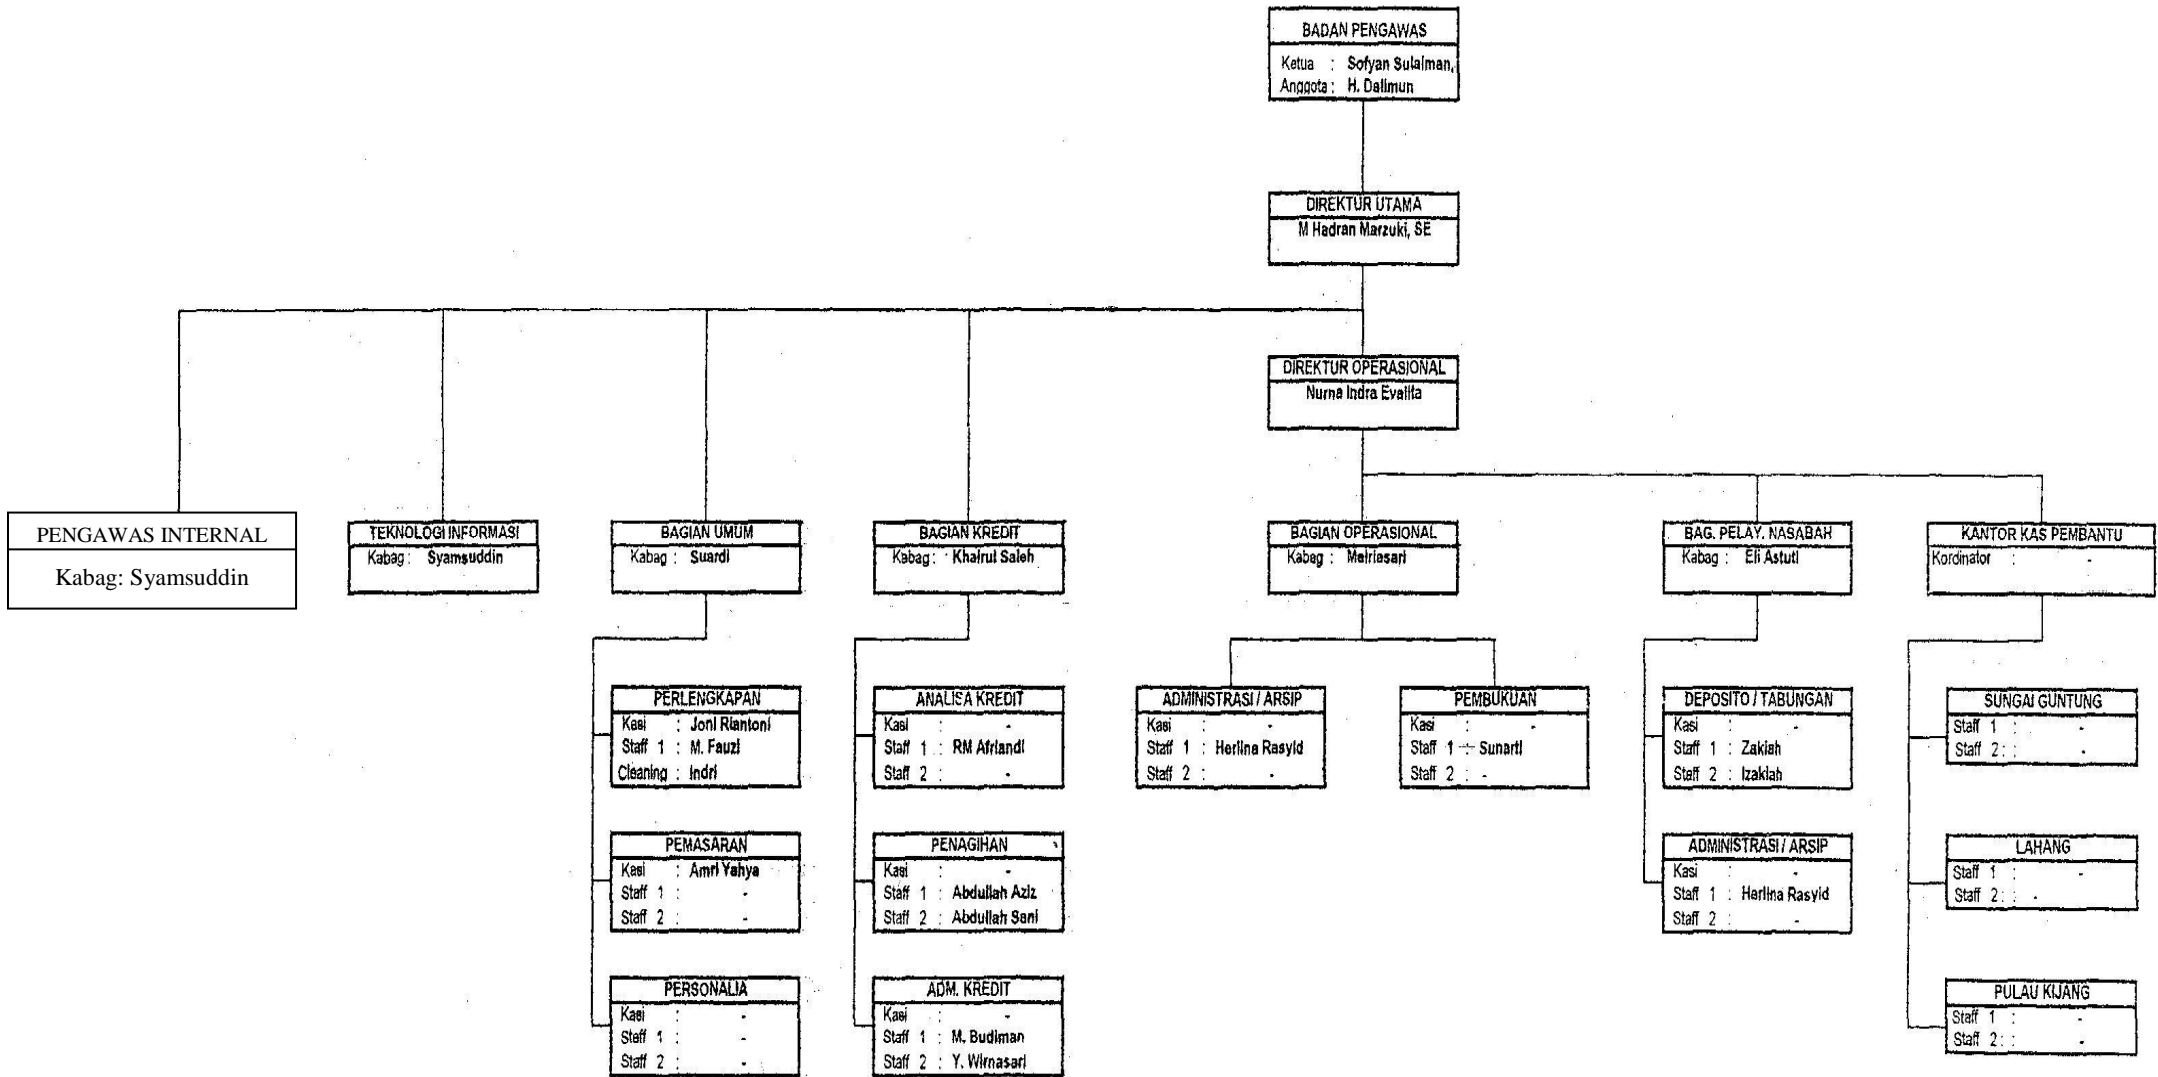 BADAN PENGAWAS
Ketua : Sofyan Sulaiman,
Anggota : H. Dalimun
DIREKTUR UTAMA
M Hadran Marzuki, SE
DIREKTUR OPERASIONAL
Nurna Indra Evalita
PENGAWAS INTERNAL
Kabag: Syamsuddin
TEKNOLOGI INFORMASI
Kabag : Syamsuddin
BAGIAN UMUM
Kabag : Suardi
BAGIAN KREDIT
Kabag : Khairul Saleh
BAGIAN OPERASIONAL
Kabag : Meiriasari
BAG. PELAY. NASABAH
Kabag : Eli Astuti
KANTOR KAS PEMBANTU
Kordinator : -
PERLENGKAPAN
Kasi : Joni Riantoni
Staff 1 : M. Fauzi
Cleaning : Indri
PEMASARAN
Kasi : Amri Yahya
Staff 1 : -
Staff 2 : -
PERSONALIA
Kasi : -
Staff 1 : -
Staff 2 : -
ANALISA KREDIT
Kasi : -
Staff 1 : RM Afriandi
Staff 2 : -
PENAGIHAN
Kasi : -
Staff 1 : Abdullah Aziz
Staff 2 : Abdullah Sani
ADM. KREDIT
Kasi : -
Staff 1 : M. Budiman
Staff 2 : Y. Wirnasari
ADMINISTRASI / ARSIP
Kasi : -
Staff 1 : Herlina Rasyid
Staff 2 : -
PEMBUKUAN
Kasi : -
Staff 1 : Sunarti
Staff 2 : -
DEPOSITO / TABUNGAN
Kasi : -
Staff 1 : Zakiah
Staff 2 : Izakiah
ADMINISTRASI / ARSIP
Kasi : -
Staff 1 : Herlina Rasyid
Staff 2 : -
SUNGAI GUNTUNG
Staff 1 : -
Staff 2 : -
LAHANG
Staff 1 : -
Staff 2 : -
PULAU KIJANG
Staff 1 : -
Staff 2 : -